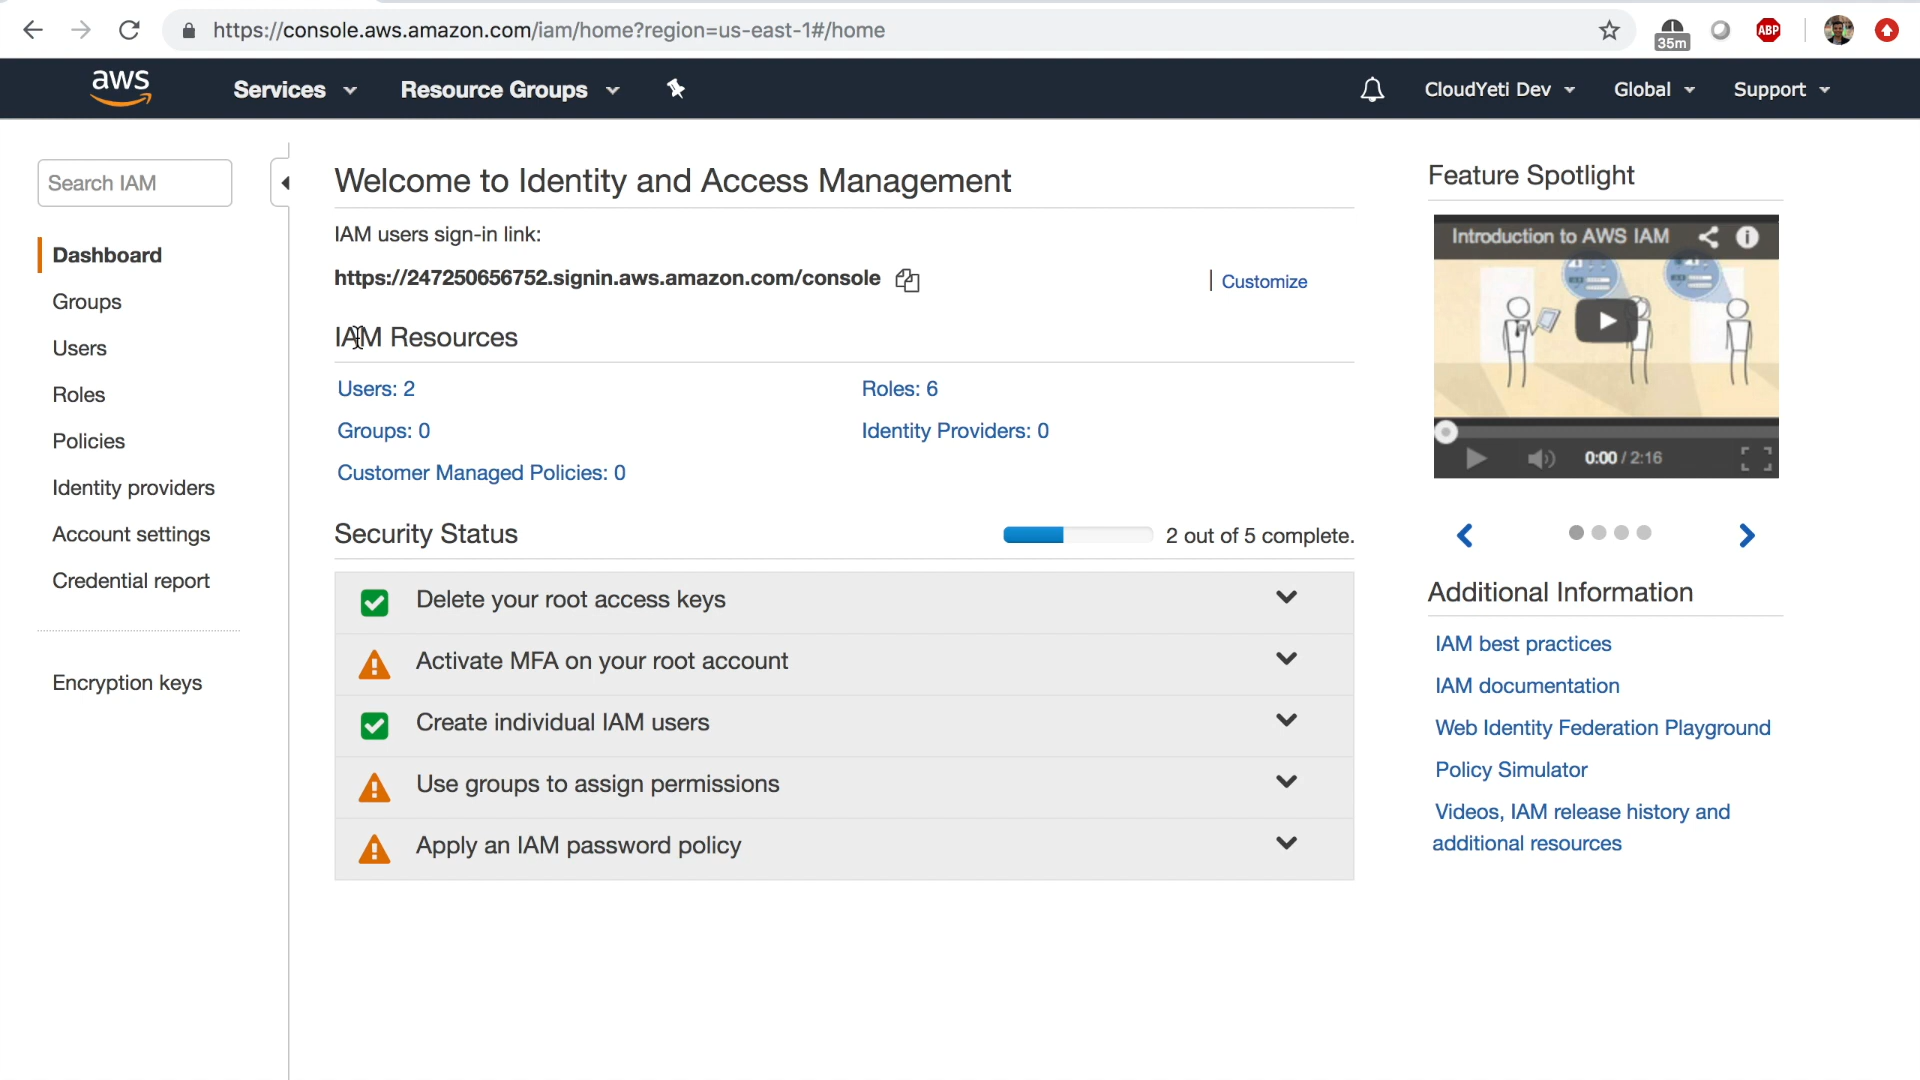 https://console.aws.amazon.com/iam/home?region=us-east-1#/home
35m
ABP
aws
Services
Resource Groups
CloudYeti Dev
Global
Support
Search IAM
Dashboard
Groups
Users
Roles
Policies
Identity providers
Account settings
Credential report
Encryption keys
Welcome to Identity and Access Management
IAM users sign-in link:
https://247250656752.signin.aws.amazon.com/console
Customize
IAM Resources
Users: 2
Roles: 6
Groups: 0
Identity Providers: 0
Customer Managed Policies: 0
Security Status
2 out of 5 complete.
Delete your root access keys
Activate MFA on your root account
Create individual IAM users
Use groups to assign permissions
Apply an IAM password policy
Feature Spotlight
Introduction to AWS IAM
0:00 / 2:16
Additional Information
IAM best practices
IAM documentation
Web Identity Federation Playground
Policy Simulator
Videos, IAM release history and
additional resources